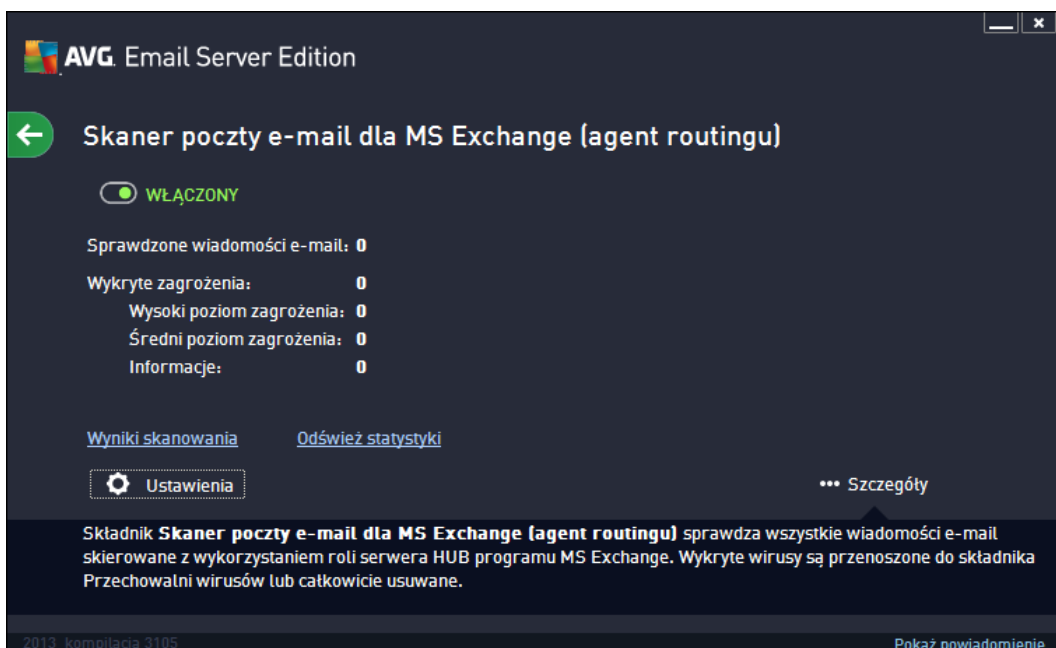 AVG. Email Server Edition
Skaner poczty e-mail dla MS Exchange (agent routingu)
WŁĄCZONY
Sprawdzone wiadomości e-mail: 0
Wykryte zagrożenia: 0
Wysoki poziom zagrożenia: 0
Średni poziom zagrożenia: 0
Informacje: 0
Wyniki skanowania Odśwież statystyki
Ustawienia ••• Szczegóły
Składnik Skaner poczty e-mail dla MS Exchange (agent routingu) sprawdza wszystkie wiadomości e-mail
skierowane z wykorzystaniem roli serwera HUB programu MS Exchange. Wykryte wirusy są przenoszone do składnika
Przechowalni wirusów lub całkowicie usuwane.
2013 kompilacja 3105 Pokaż powiadomienie